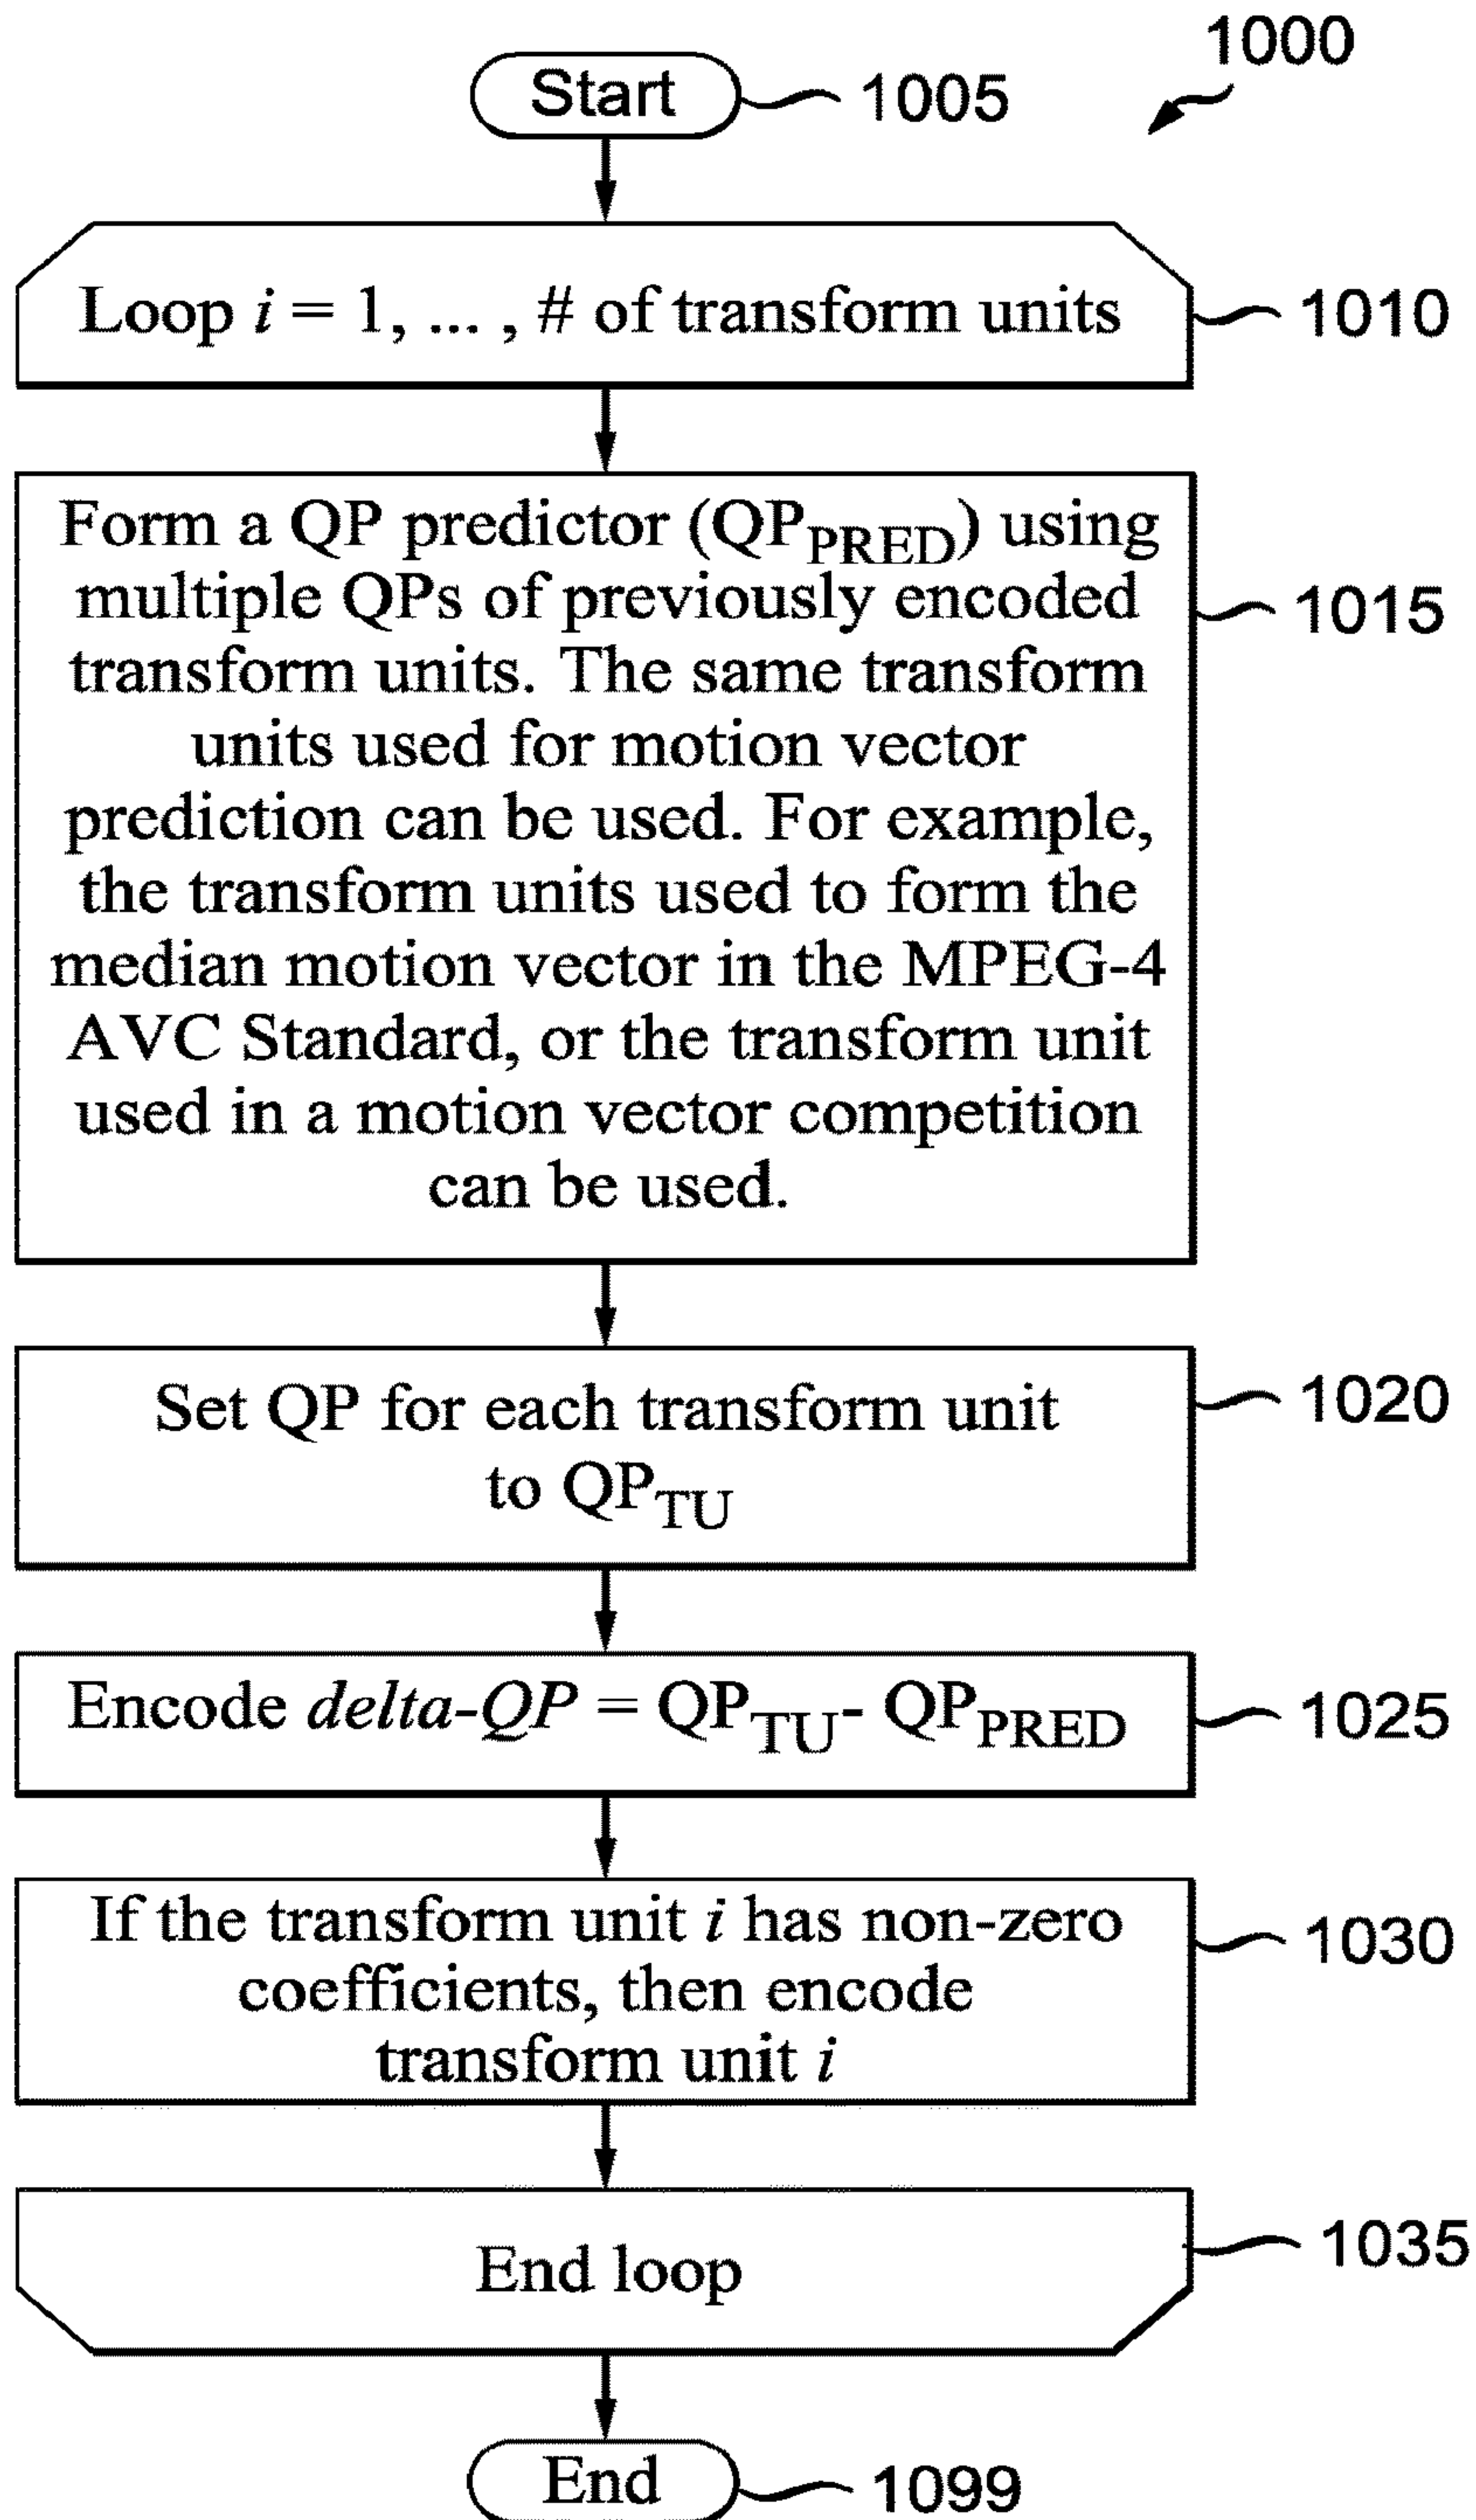 1000
Start
1005
Loop i = 1, ... , # of transform units
1010
Form a QP predictor (QPPRED) using
multiple QPs of previously encoded
transform units. The same transform
units used for motion vector
prediction can be used. For example,
the transform units used to form the
median motion vector in the MPEG-4
AVC Standard, or the transform unit
used in a motion vector competition
can be used.
1015
Set QP for each transform unit
to QPTU
1020
Encode delta-QP = QPTU- QPPRED
1025
If the transform unit i has non-zero
coefficients, then encode
transform unit i
1030
End loop
1035
End
1099